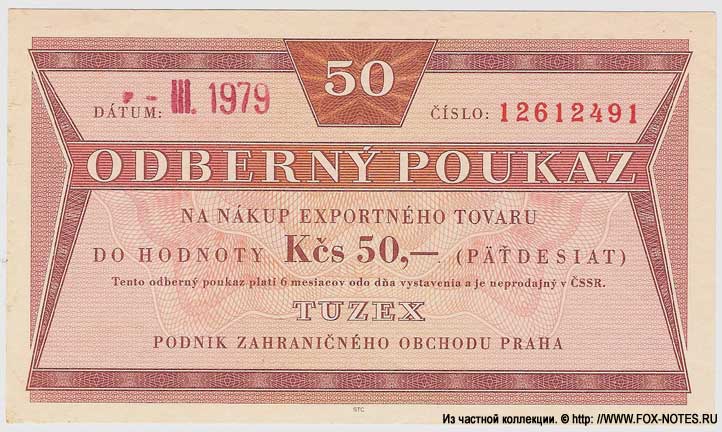 50
DÁTUM: - III. 1979
ČÍSLO: 12612491
ODBERNÝ POUKAZ
NA NÁKUP EXPORTNÉHO TOVARU
DO HODNOTY Kčs 50,— (PÄŤDESIAT)
Tento odberný poukaz platí 6 mesiacov odo dňa vystavenia a je nepredajný v ČSSR.
TUZEX
PODNIK ZAHRANIČNÉHO OBCHODU PRAHA
STC
Из частной коллекции. © http://WWW.FOX-NOTES.RU